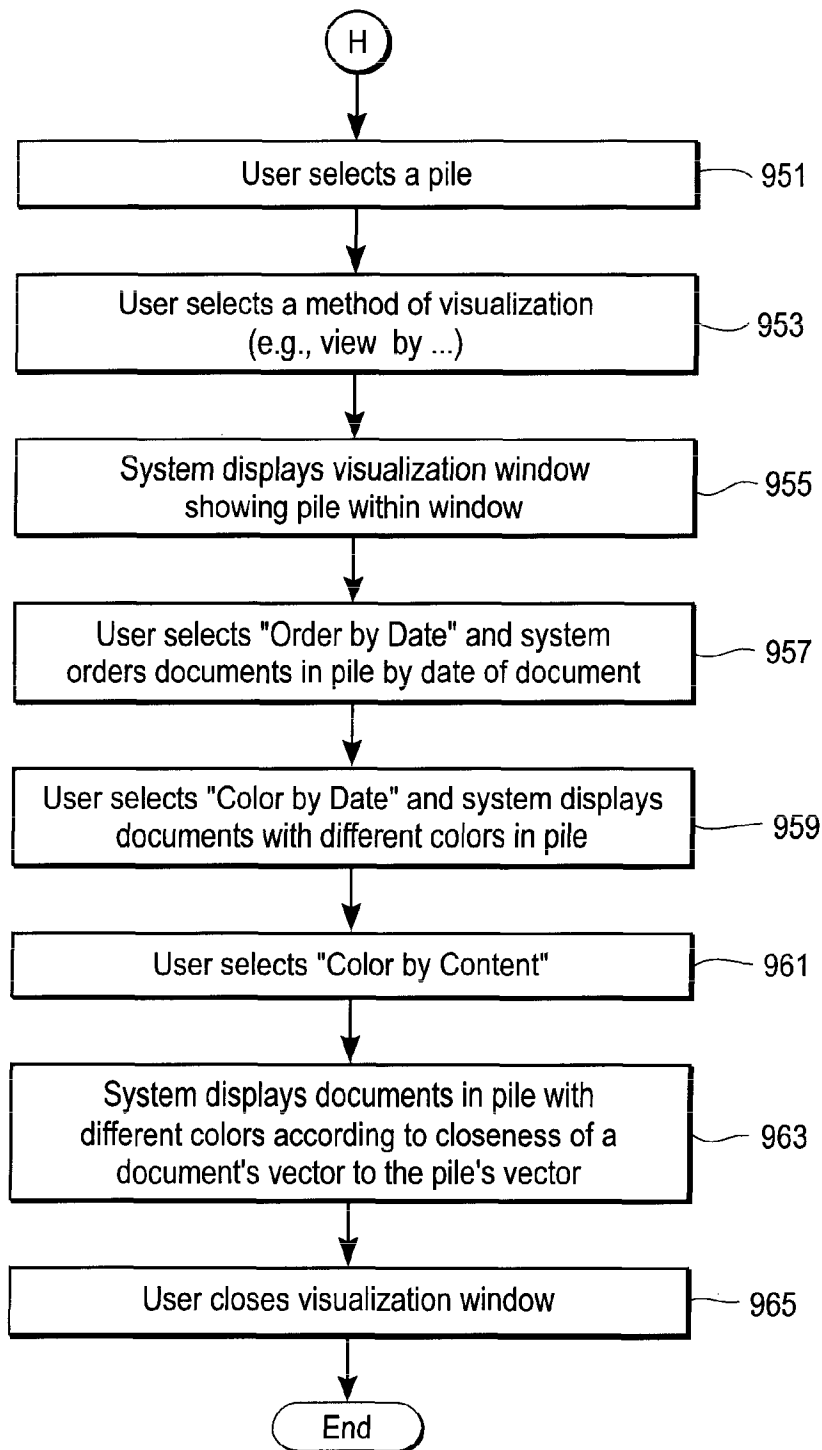 H
User selects a pile
951
User selects a method of visualization
(e.g., view by ...)
953
System displays visualization window
showing pile within window
955
User selects "Order by Date" and system
orders documents in pile by date of document
957
User selects "Color by Date" and system displays
documents with different colors in pile
959
User selects "Color by Content"
961
System displays documents in pile with
different colors according to closeness of a
document's vector to the pile's vector
963
User closes visualization window
965
End